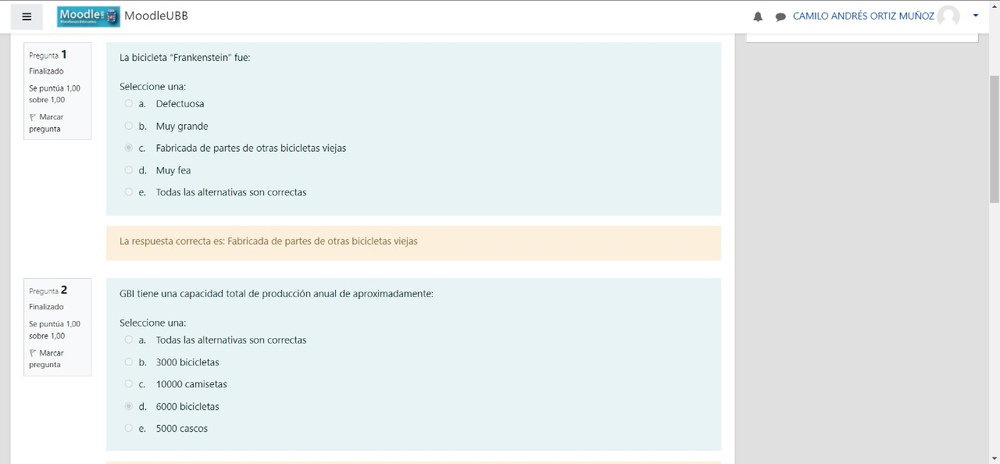 Moodle
MoodleUBB
CAMILO ANDRÉS ORTIZ MUÑOZ
Pregunta 1
Finalizado
Se puntúa 1,00
sobre 1,00
Marcar
pregunta
La bicicleta “Frankenstein” fue:
Seleccione una:
a. Defectuosa
b. Muy grande
c. Fabricada de partes de otras bicicletas viejas
d. Muy fea
e. Todas las alternativas son correctas
La respuesta correcta es: Fabricada de partes de otras bicicletas viejas
Pregunta 2
Finalizado
Se puntúa 1,00
sobre 1,00
Marcar
pregunta
GBI tiene una capacidad total de producción anual de aproximadamente:
Seleccione una:
a. Todas las alternativas son correctas
b. 3000 bicicletas
c. 10000 camisetas
d. 6000 bicicletas
e. 5000 cascos